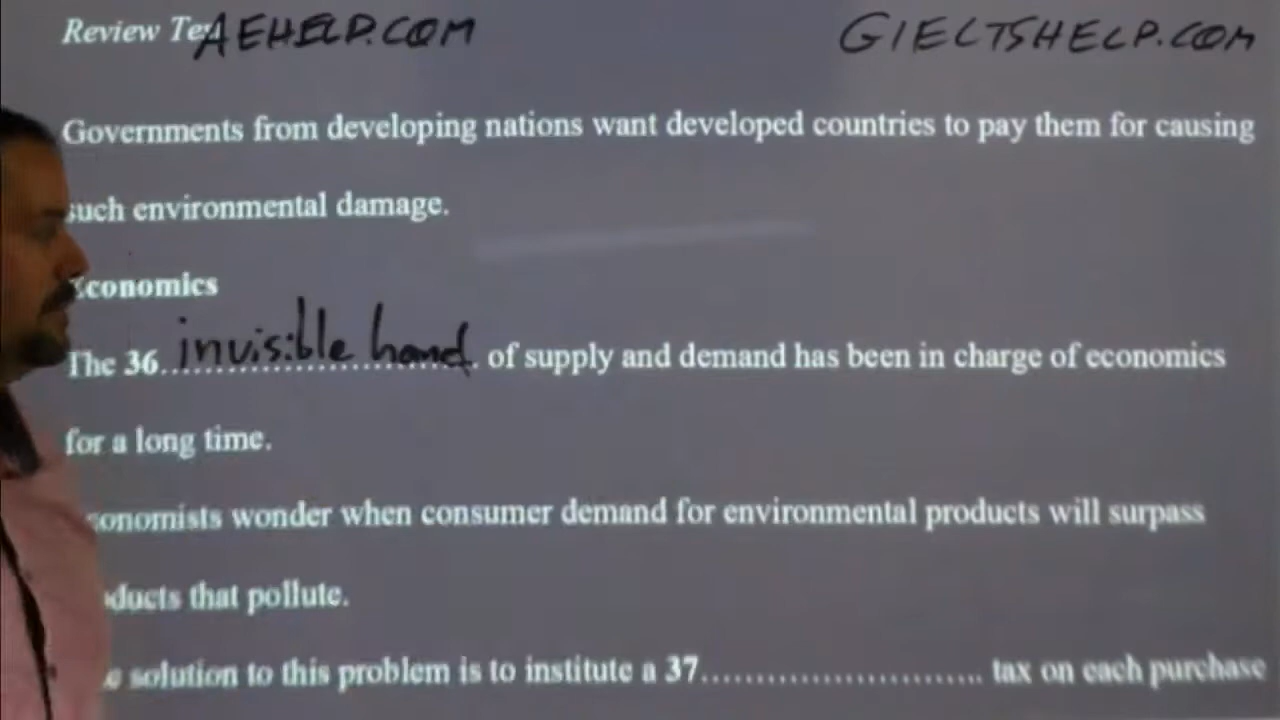 Review Tex AEHELP.COM GIELTSHELP.COM
Governments from developing nations want developed countries to pay them for causing
such environmental damage.
Economics
The 36 invisible hand of supply and demand has been in charge of economics
for a long time.
onomists wonder when consumer demand for environmental products will surpass
ducts that pollute.
e solution to this problem is to institute a 37........................... tax on each purchase